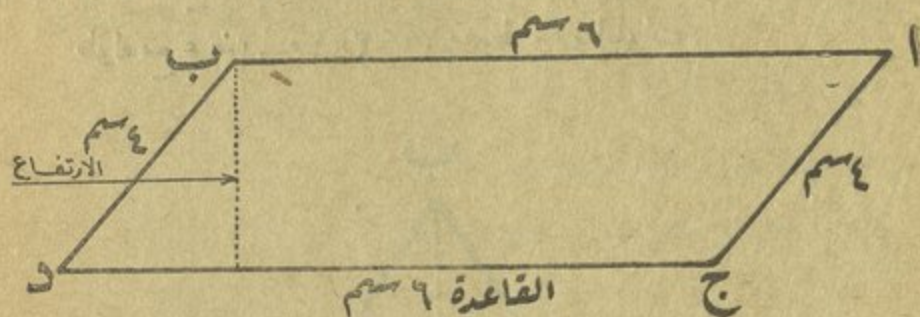 ٦ سم
أ
ب
٤ سم
الارتفاع
٤ سم
د
القاعدة ٦ سم
ج